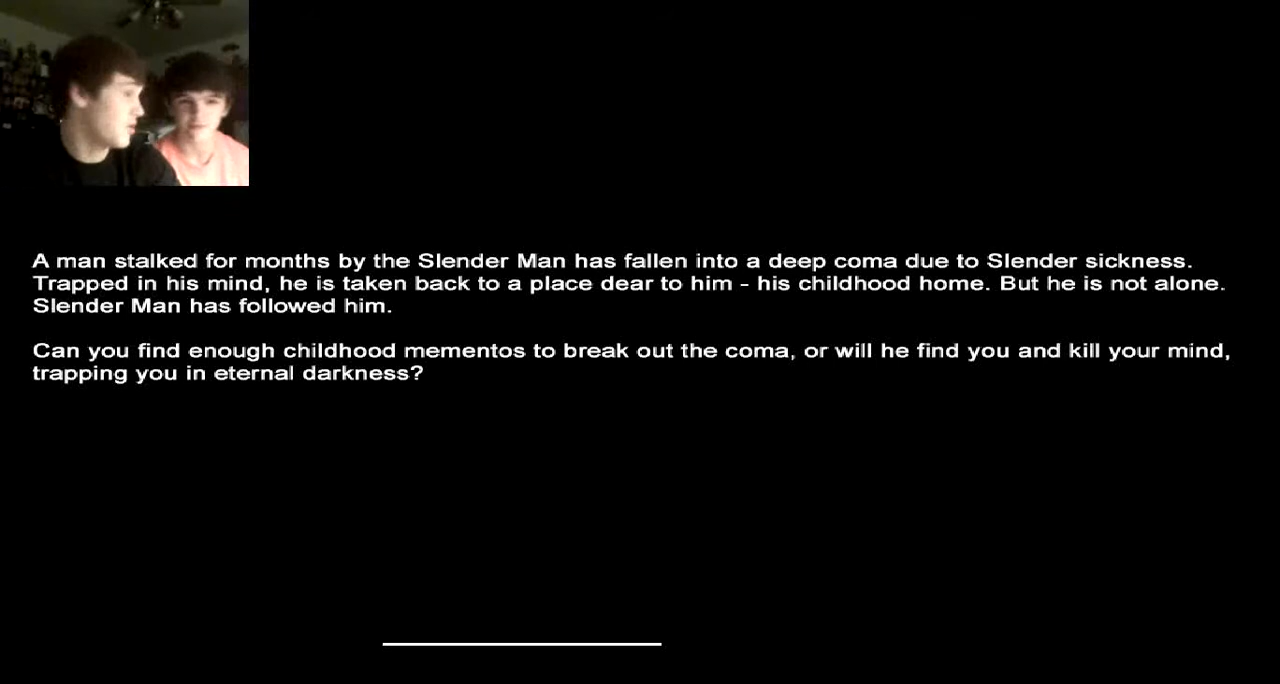 A man stalked for months by the Slender Man has fallen into a deep coma due to Slender sickness.
Trapped in his mind, he is taken back to a place dear to him - his childhood home. But he is not alone.
Slender Man has followed him.
Can you find enough childhood mementos to break out the coma, or will he find you and kill your mind,
trapping you in eternal darkness?